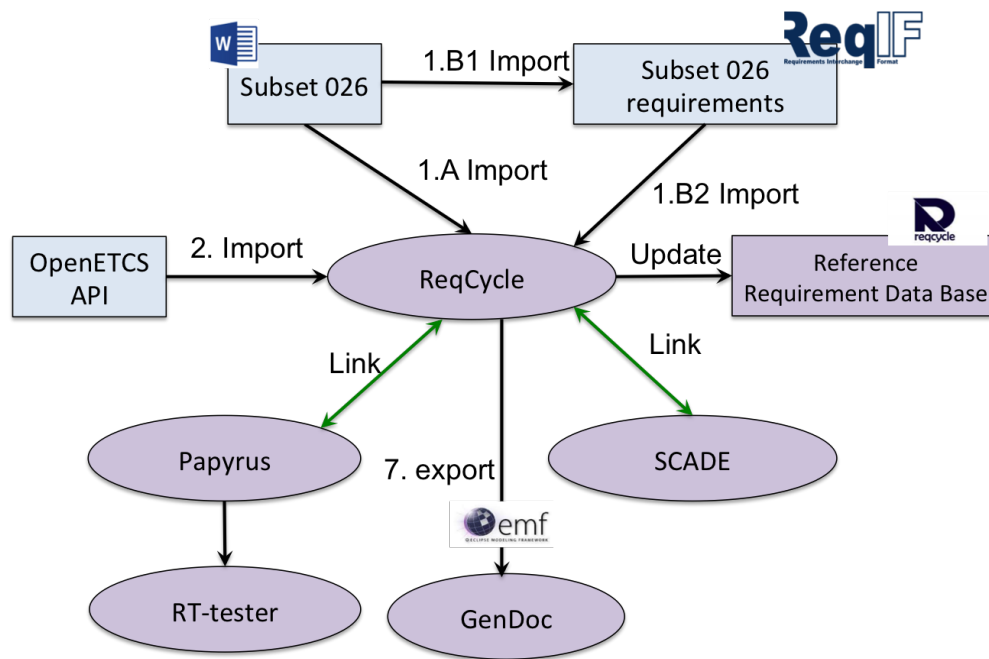 W
ReqIF
Requirements Interchange Format
Subset 026
1.B1 Import
Subset 026
requirements
1.A Import
1.B2 Import
reqcycle
OpenETCS
API
2. Import
ReqCycle
Update
Reference
Requirement Data Base
Link
Link
Papyrus
SCADE
7. export
emf
ECLIPSE MODELING FRAMEWORK
RT-tester
GenDoc